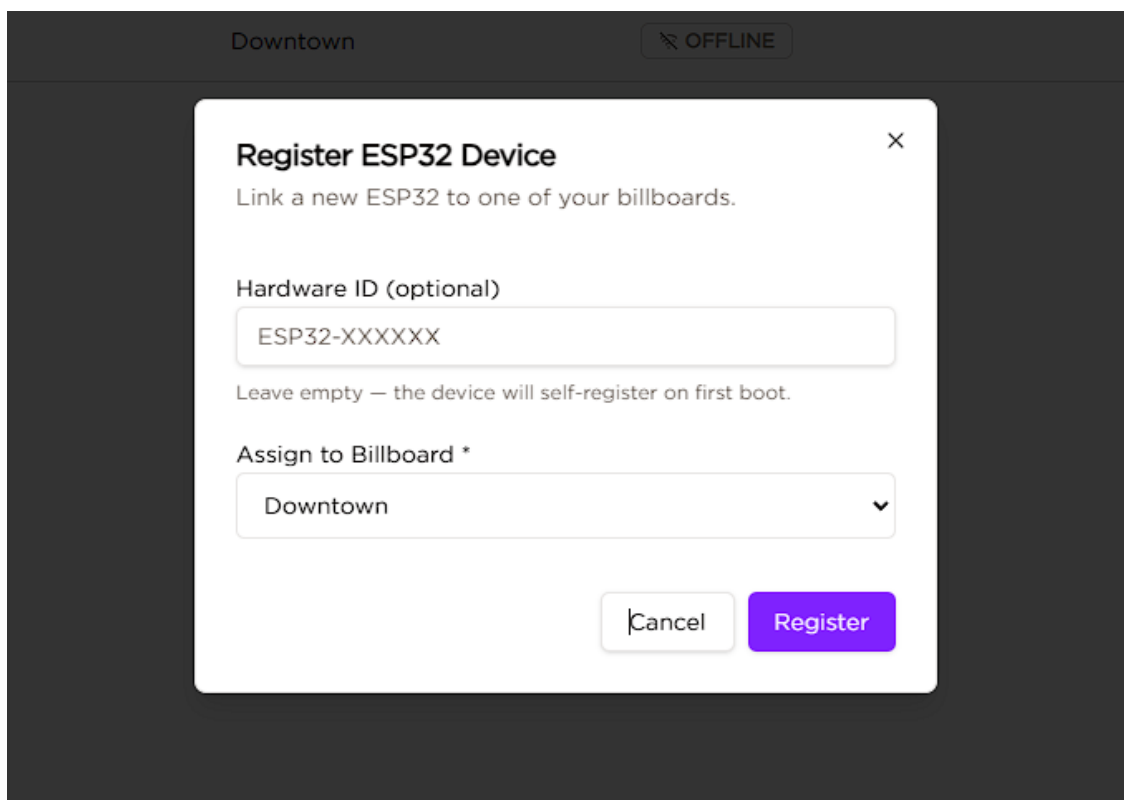 Downtown OFFLINE
Register ESP32 Device
Link a new ESP32 to one of your billboards.
Hardware ID (optional)
ESP32-XXXXXX
Leave empty — the device will self-register on first boot.
Assign to Billboard *
Downtown
Cancel Register